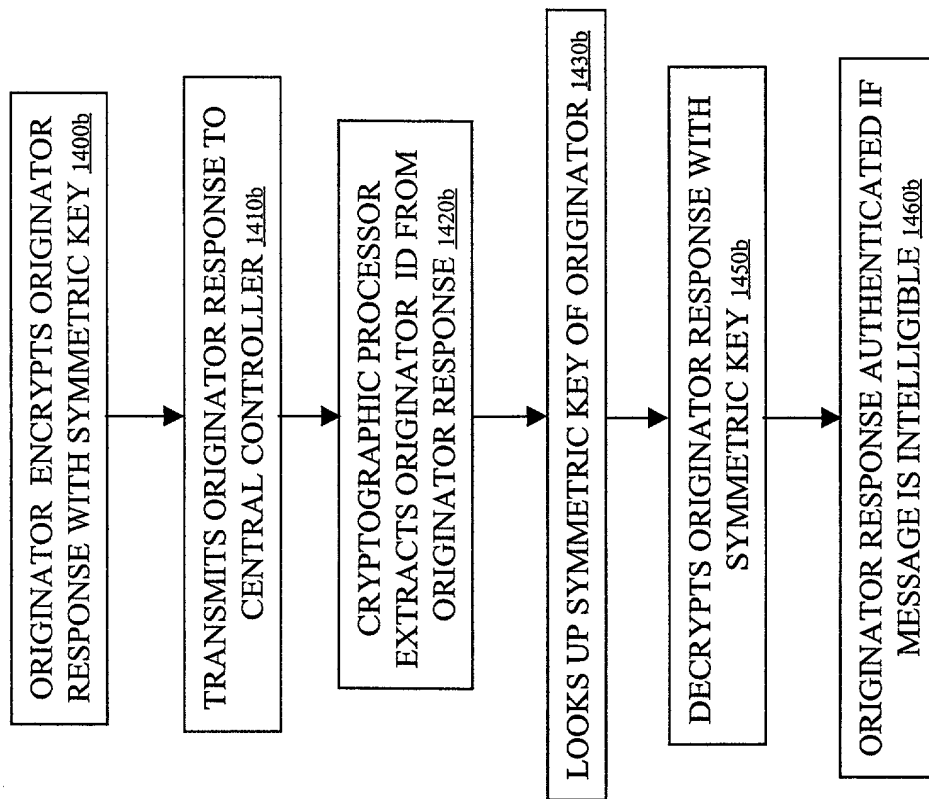 ORIGINATOR ENCRYPTS ORIGINATOR
RESPONSE WITH SYMMETRIC KEY 1400b
TRANSMITS ORIGINATOR RESPONSE TO
CENTRAL CONTROLLER 1410b
CRYPTOGRAPHIC PROCESSOR
EXTRACTS ORIGINATOR ID FROM
ORIGINATOR RESPONSE 1420b
LOOKS UP SYMMETRIC KEY OF ORIGINATOR 1430b
DECRYPTS ORIGINATOR RESPONSE WITH
SYMMETRIC KEY 1450b
ORIGINATOR RESPONSE AUTHENTICATED IF
MESSAGE IS INTELLIGIBLE 1460b